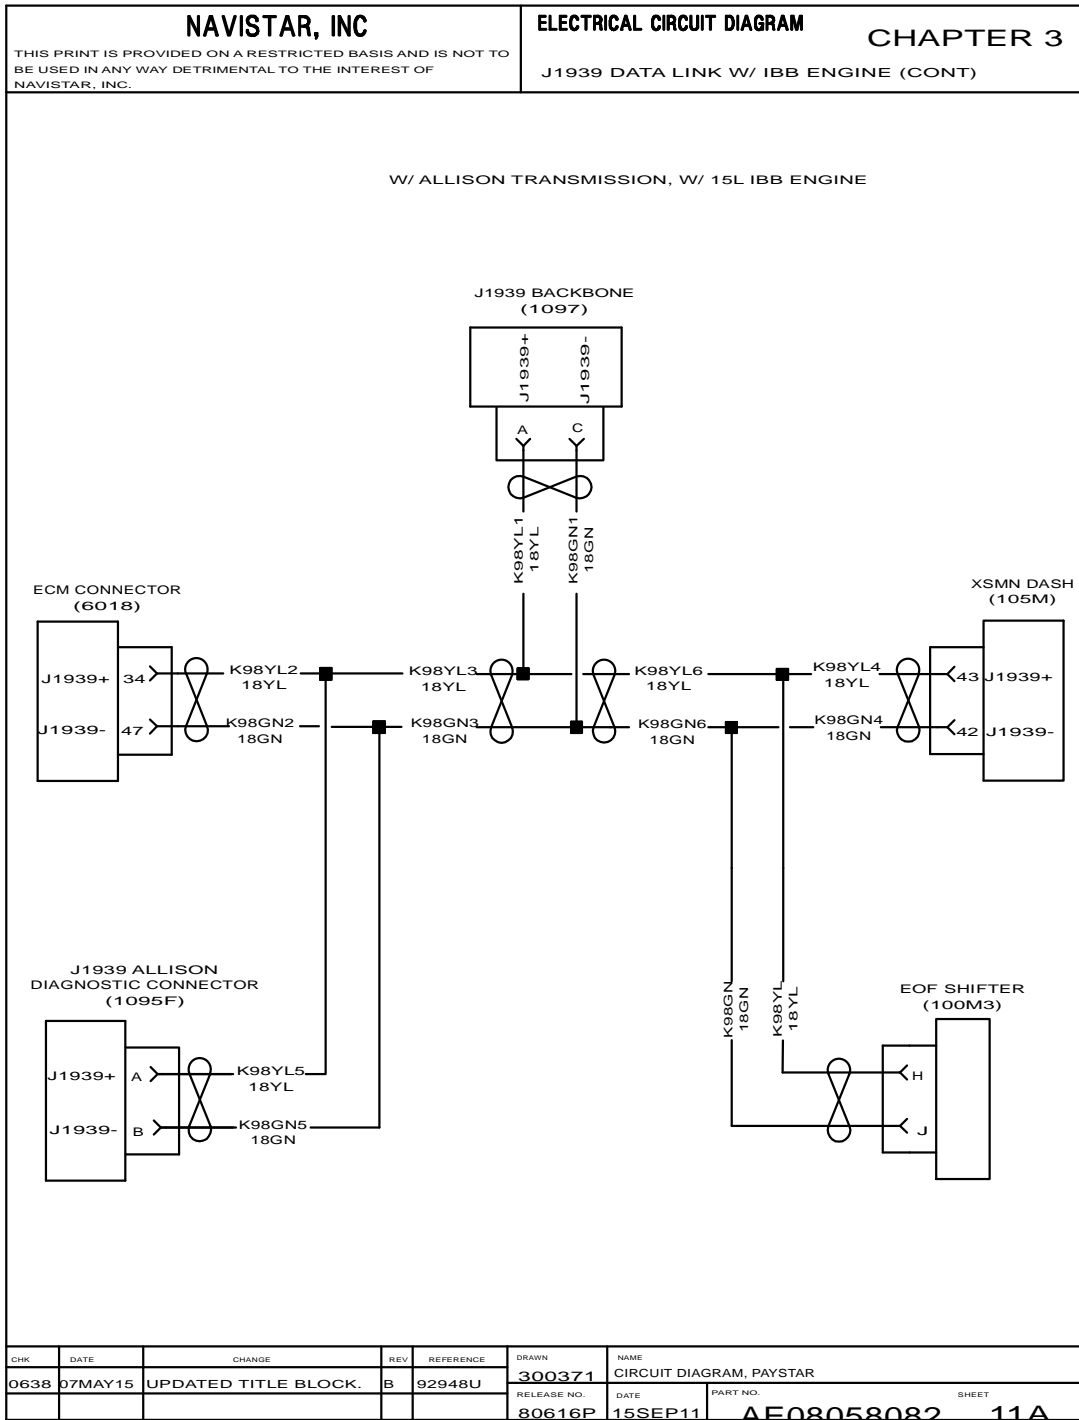 NAVISTAR, INC
THIS PRINT IS PROVIDED ON A RESTRICTED BASIS AND IS NOT TO
BE USED IN ANY WAY DETRIMENTAL TO THE INTEREST OF
NAVISTAR, INC.
ELECTRICAL CIRCUIT DIAGRAM
CHAPTER 3
J1939 DATA LINK W/ IBB ENGINE (CONT)
W/ ALLISON TRANSMISSION, W/ 15L IBB ENGINE
J1939 BACKBONE
(1097)
J1939+
J1939-
A
C
K98YL1
18YL
K98GN1
18GN
ECM CONNECTOR
(6018)
J1939+
34
J1939-
47
K98YL2
18YL
K98GN2
18GN
K98YL3
18YL
K98GN3
18GN
K98YL6
18YL
K98GN6
18GN
K98YL4
18YL
K98GN4
18GN
XSMN DASH
(105M)
43
J1939+
42
J1939-
J1939 ALLISON
DIAGNOSTIC CONNECTOR
(1095F)
J1939+
A
J1939-
B
K98YL5
18YL
K98GN5
18GN
K98GN
18GN
K98YL
18YL
EOF SHIFTER
(100M3)
H
J
CHK DATE CHANGE REV REFERENCE
0638 07MAY15 UPDATED TITLE BLOCK. B 92948U
DRAWN
300371
NAME
CIRCUIT DIAGRAM, PAYSTAR
RELEASE NO.
80616P
DATE
15SEP11
PART NO.
AE08058082
SHEET
11A